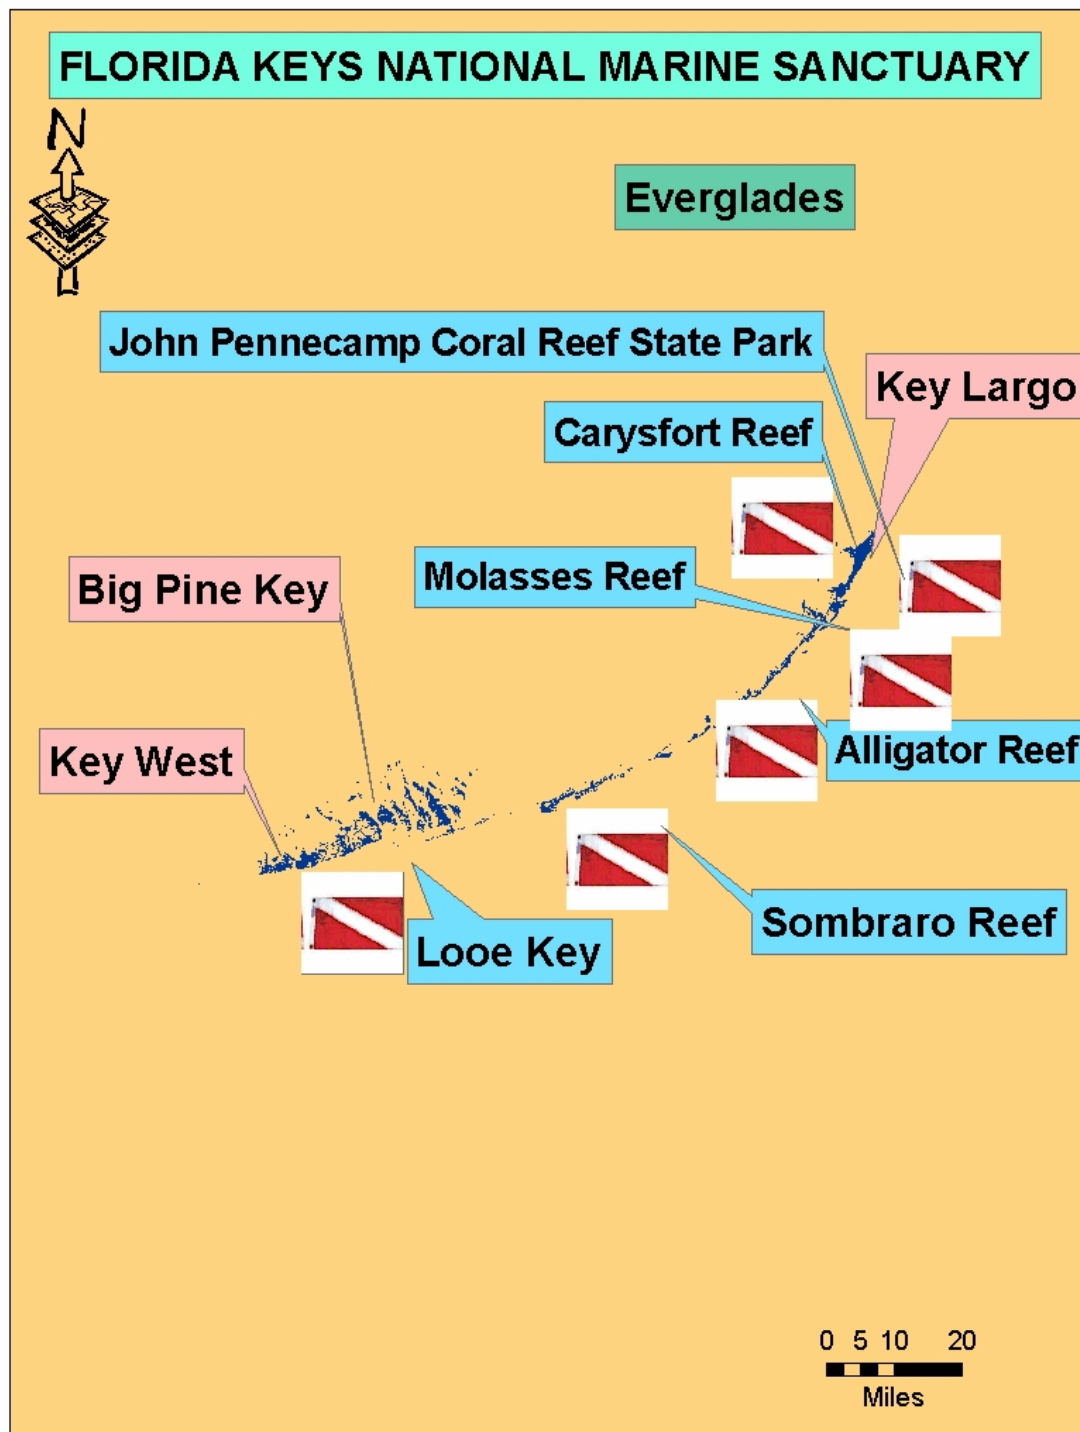 FLORIDA KEYS NATIONAL MARINE SANCTUARY
N
Everglades
John Pennecamp Coral Reef State Park
Key Largo
Carysfort Reef
Molasses Reef
Big Pine Key
Key West
Alligator Reef
Sombraro Reef
Looe Key
0 5 10 20
Miles